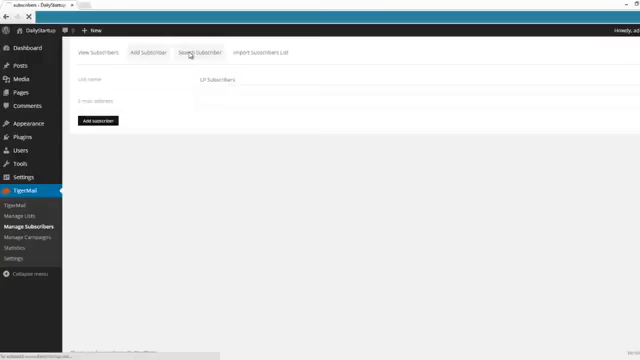 subscribers ‹ DailyStartup
DailyStartup
+ New
Howdy, ad
Dashboard
Posts
Media
Pages
Comments
Appearance
Plugins
Users
Tools
Settings
TigerMail
TigerMail
Manage Lists
Manage Subscribers
Manage Campaigns
Statistics
Settings
Collapse menu
View Subscribers
Add Subscriber
Search Subscriber
Import Subscribers List
List name
LP Subscribers
E-mail address
Add subscriber